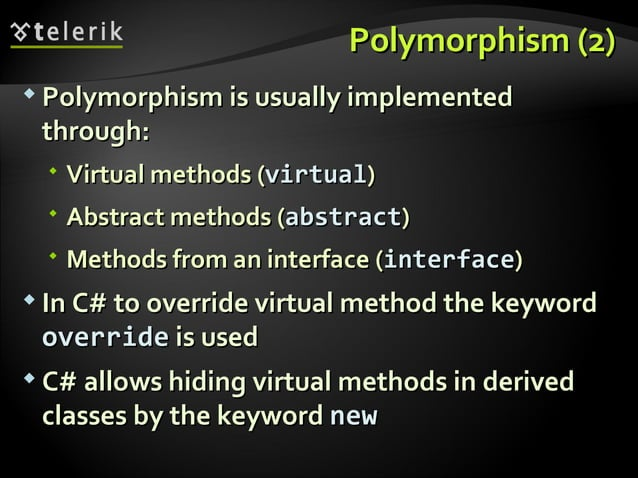 telerik
Polymorphism (2)
Polymorphism is usually implemented
through:
Virtual methods (virtual)
Abstract methods (abstract)
Methods from an interface (interface)
In C# to override virtual method the keyword
override is used
C# allows hiding virtual methods in derived
classes by the keyword new